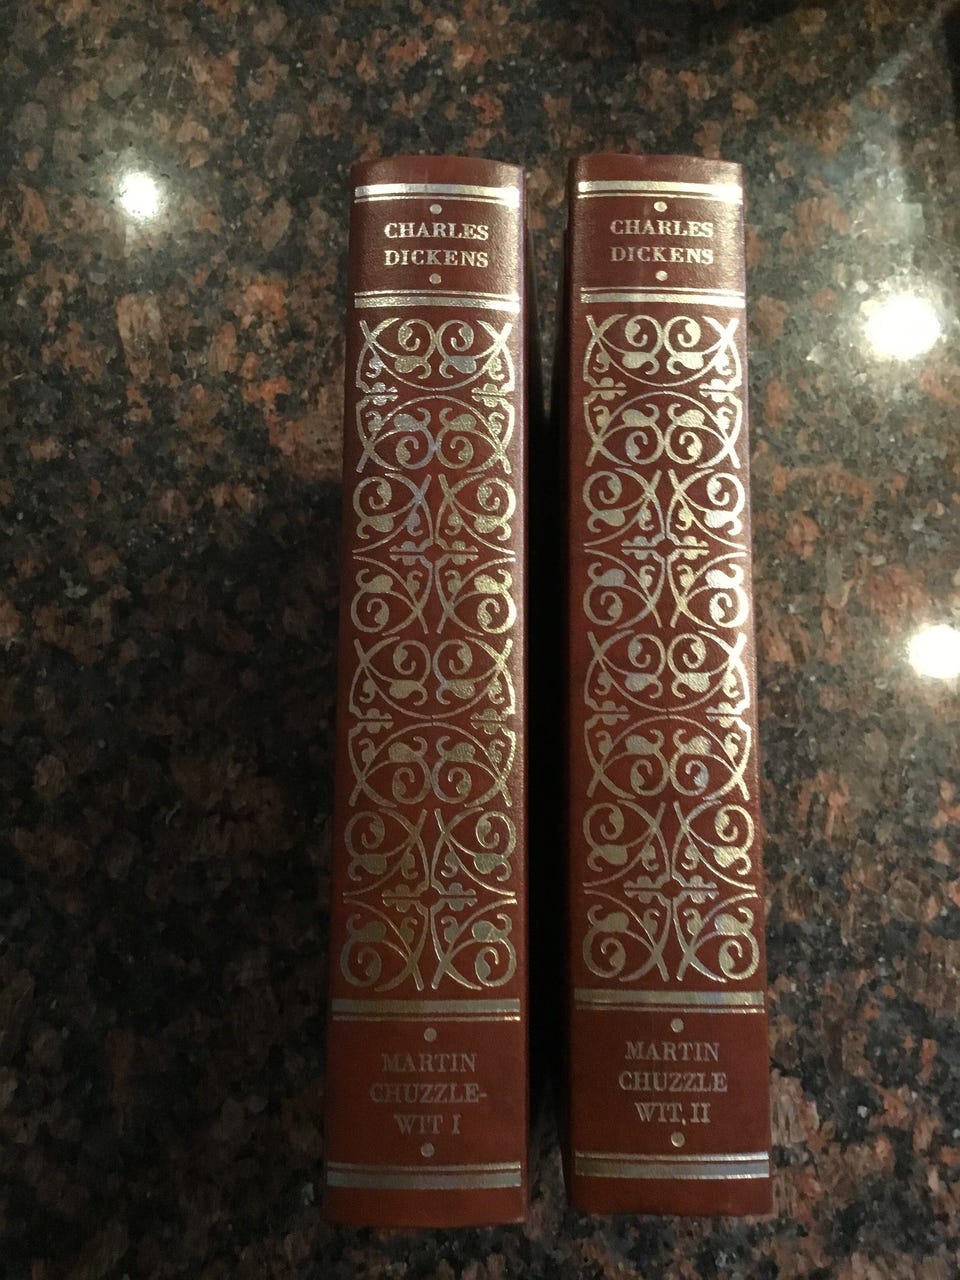 CHARLES
DICKENS
MARTIN
CHUZZLE-
WIT I
CHARLES
DICKENS
MARTIN
CHUZZLE
WIT, II